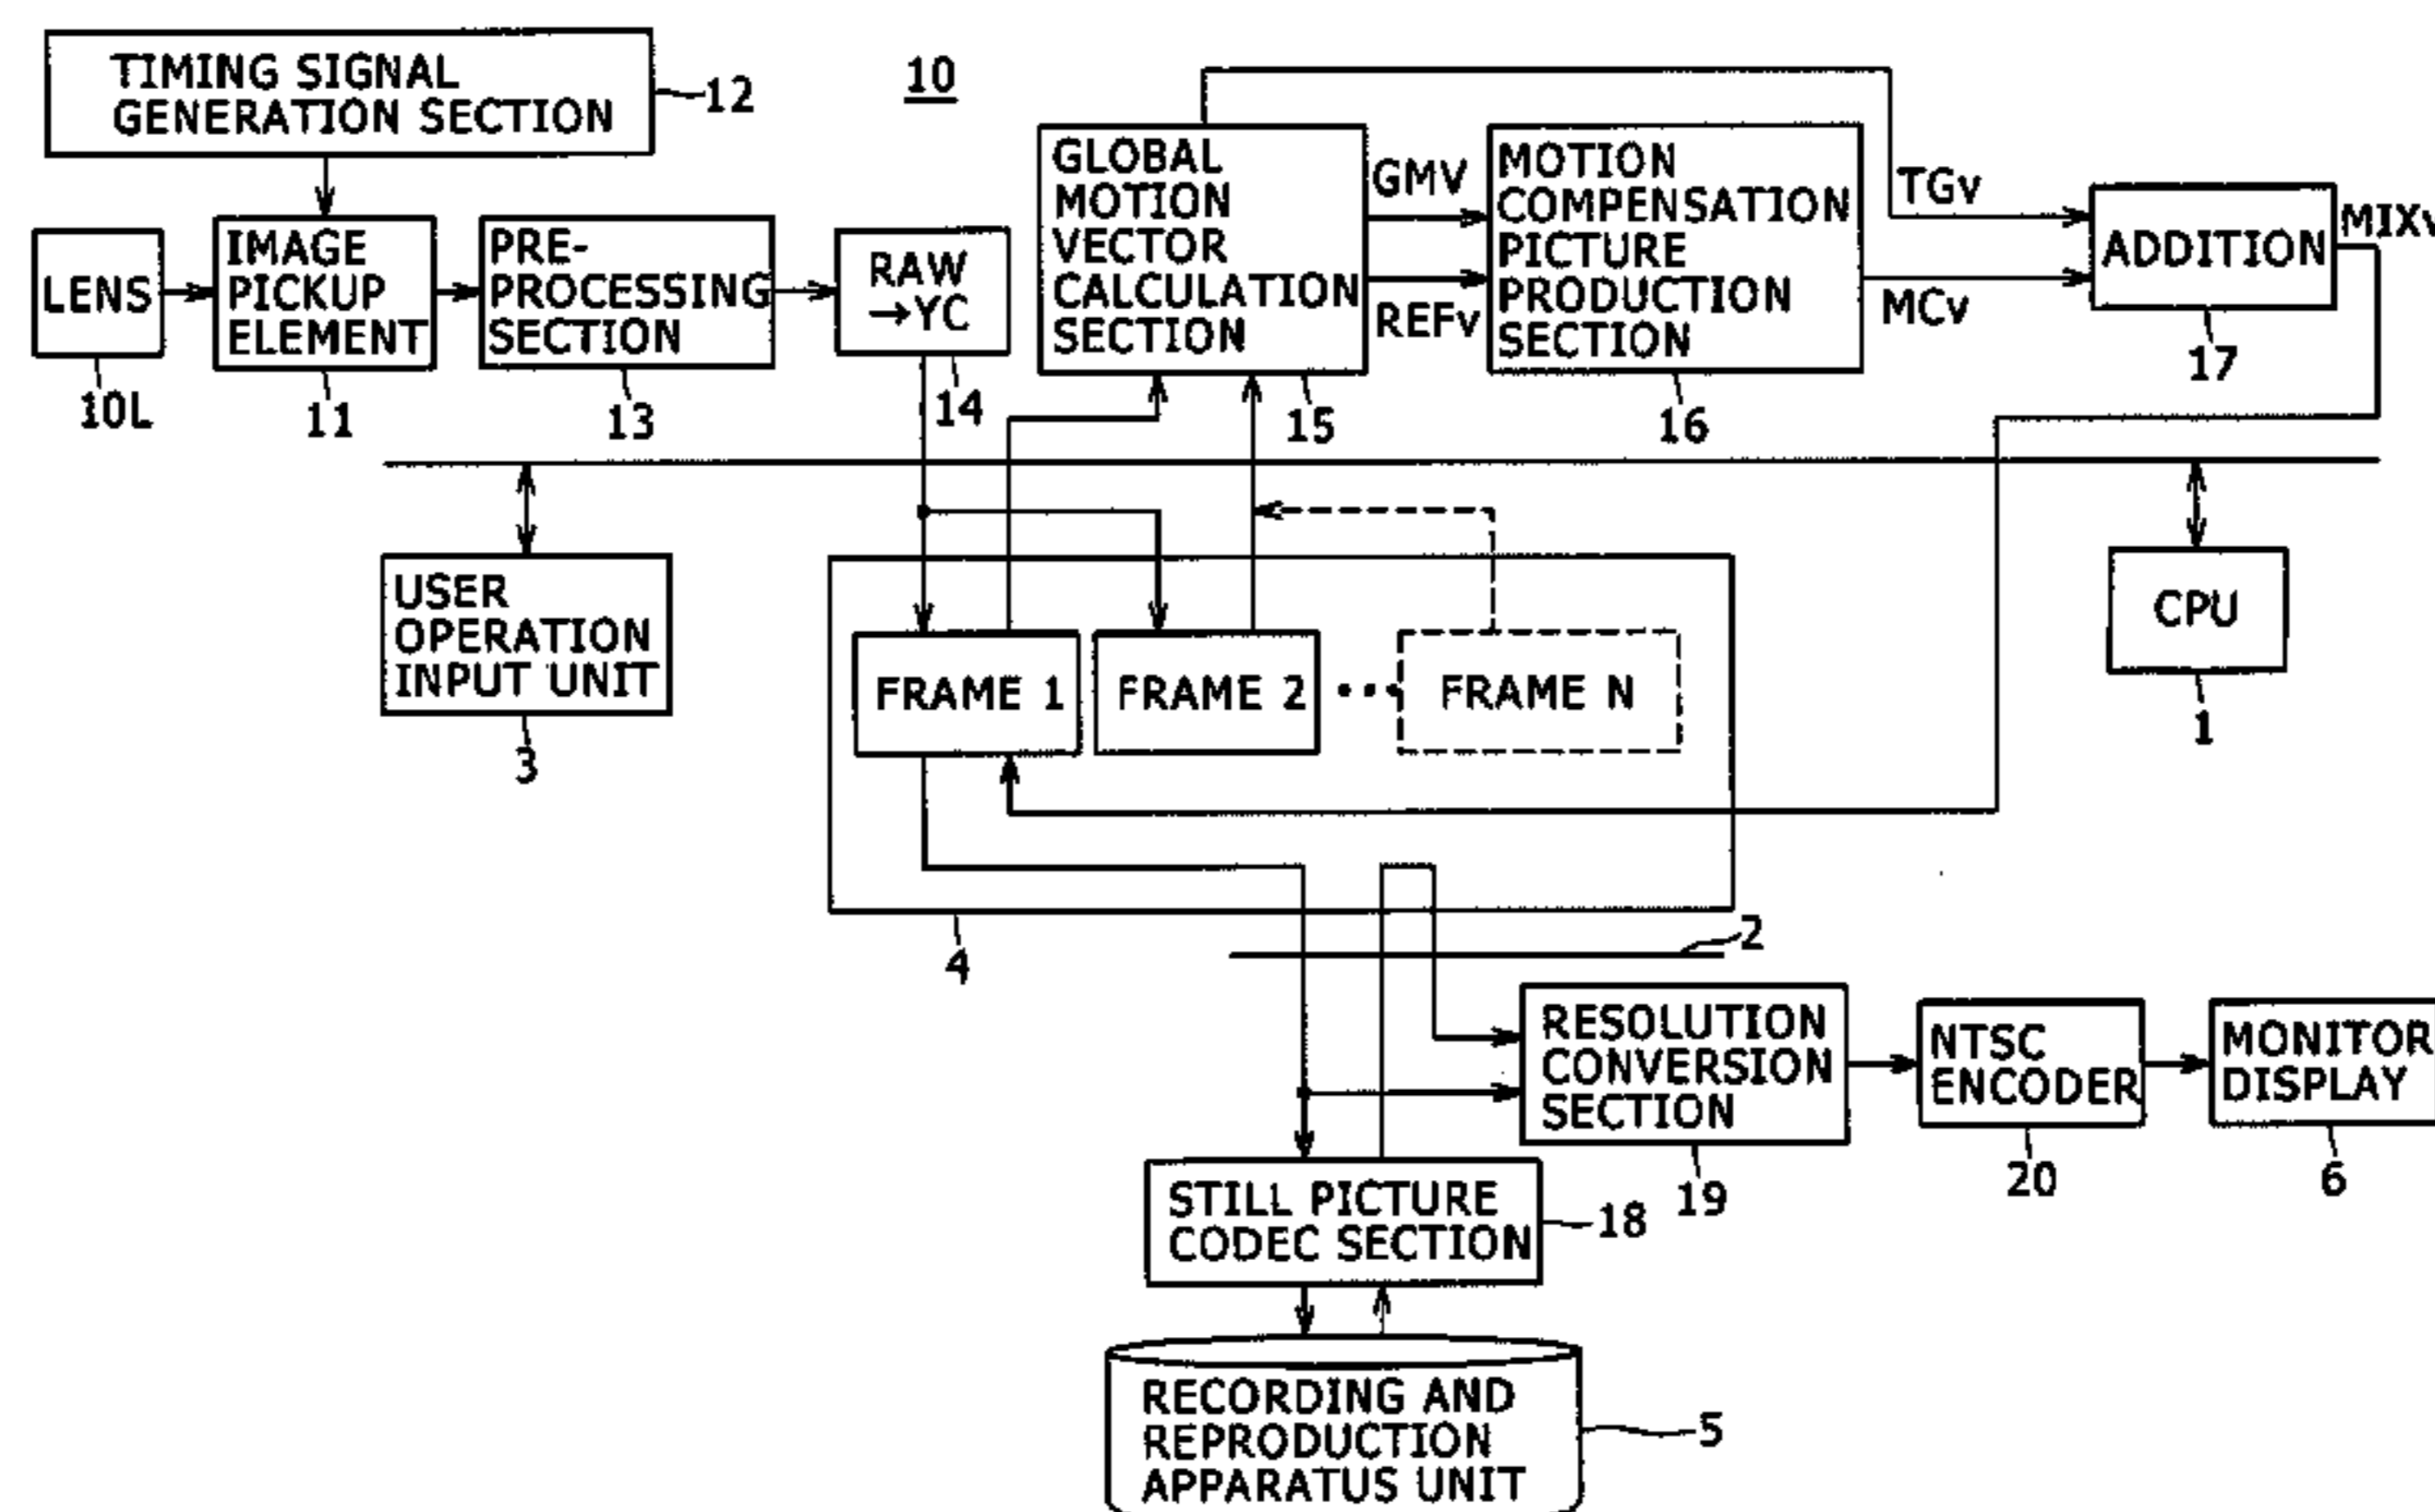 TIMING SIGNAL
GENERATION SECTION
12
10
LENS
10L
IMAGE
PICKUP
ELEMENT
11
PRE-
PROCESSING
SECTION
13
RAW
→YC
14
GLOBAL
MOTION
VECTOR
CALCULATION
SECTION
15
GMV
REFv
MOTION
COMPENSATION
PICTURE
PRODUCTION
SECTION
16
TGv
MCv
ADDITION
17
MIXv
USER
OPERATION
INPUT UNIT
3
FRAME 1
FRAME 2
•••
FRAME N
4
CPU
1
2
RESOLUTION
CONVERSION
SECTION
19
NTSC
ENCODER
20
MONITOR
DISPLAY
6
STILL PICTURE
CODEC SECTION
18
RECORDING AND
REPRODUCTION
APPARATUS UNIT
5